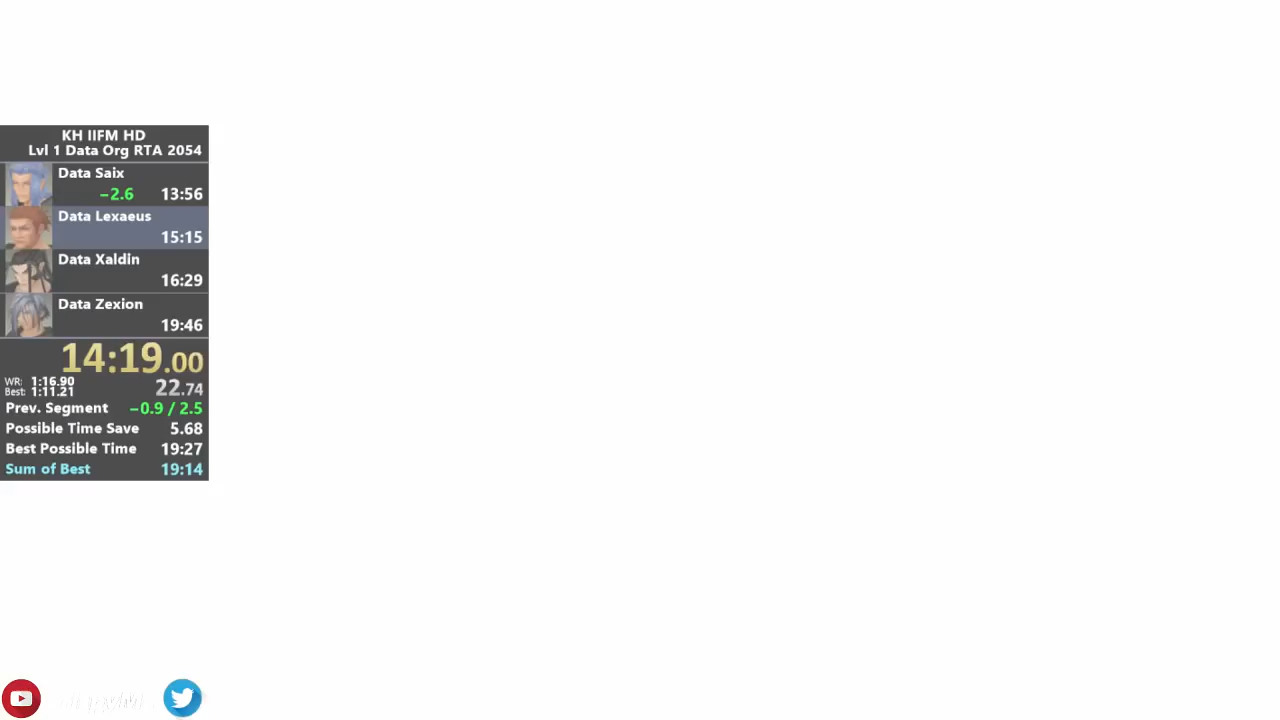 KH IIFM HD
Lvl 1 Data Org RTA 2054
Data Saix
−2.6 13:56
Data Lexaeus
15:15
Data Xaldin
16:29
Data Zexion
19:46
14:19.00
WR: 1:16.90
Best: 1:11.21
22.74
Prev. Segment −0.9 / 2.5
Possible Time Save 5.68
Best Possible Time 19:27
Sum of Best 19:14